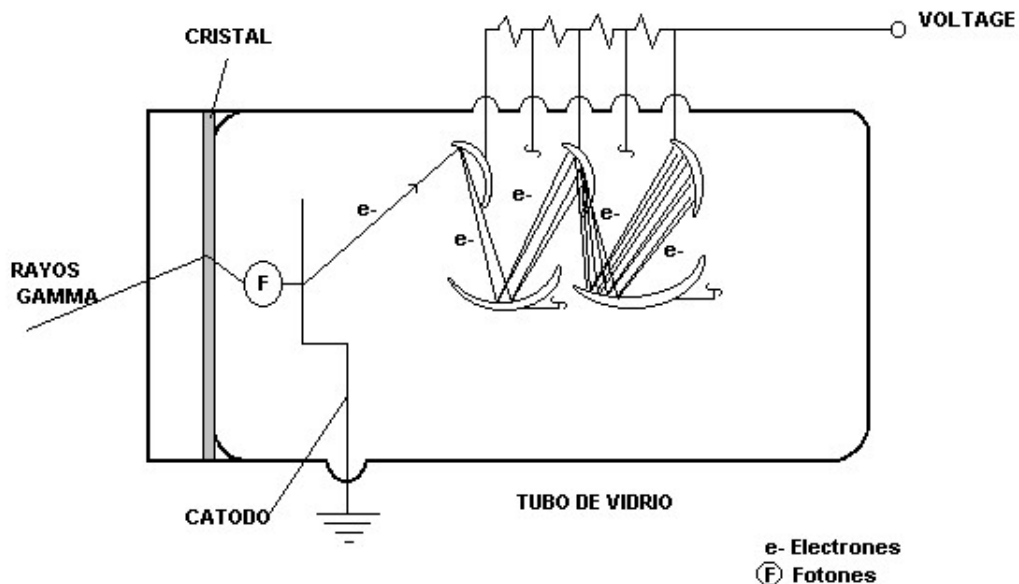 VOLTAGE
CRISTAL
e-
e-
e-
e-
e-
RAYOS
GAMMA
F
CATODO
TUBO DE VIDRIO
e- Electrones
F Fotones